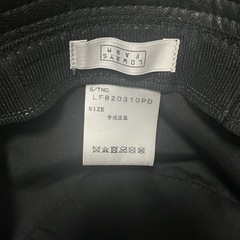 LOWRYS
FARM
S/TNO.
LF820310PD
SIZE
合成皮革